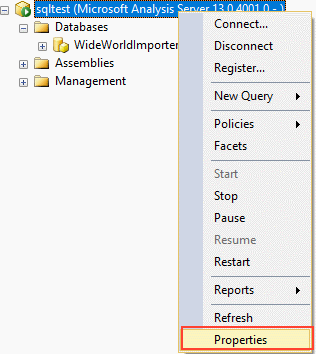 sqltest (Microsoft Analysis Server 13.0.4001.0 - )
Databases
WideWorldImporter
Assemblies
Management
Connect...
Disconnect
Register...
New Query
Policies
Facets
Start
Stop
Pause
Resume
Restart
Reports
Refresh
Properties